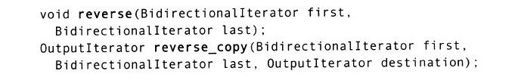 void reverse(BidirectionalIterator first,
BidirectionalIterator last);
OutputIterator reverse_copy(BidirectionalIterator first,
BidirectionalIterator last, OutputIterator destination);